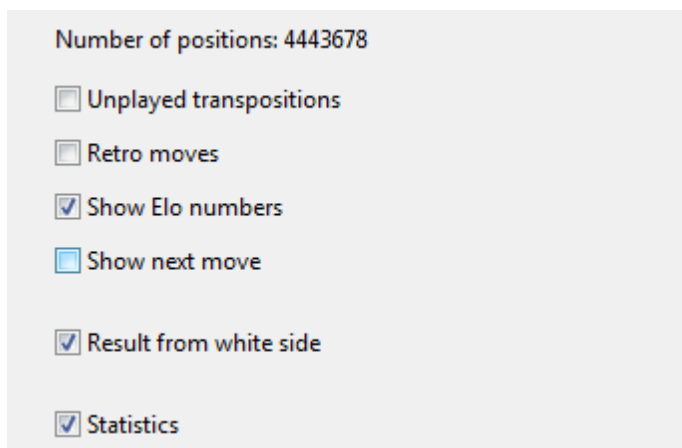 Number of positions: 4443678
Unplayed transpositions
Retro moves
Show Elo numbers
Show next move
Result from white side
Statistics